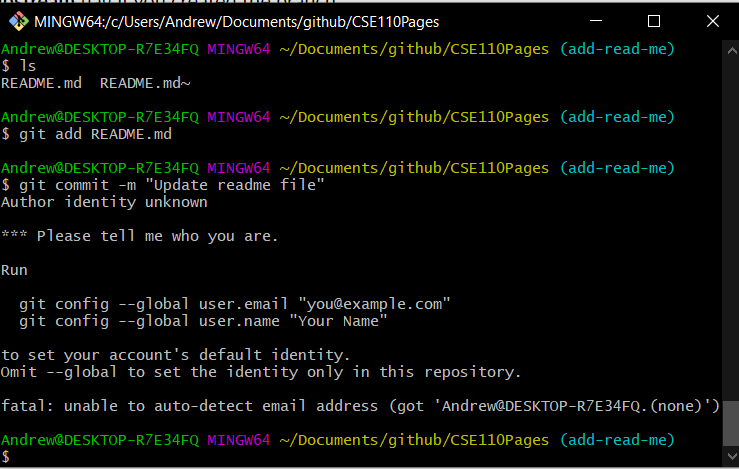 MINGW64:/c/Users/Andrew/Documents/github/CSE110Pages
Andrew@DESKTOP-R7E34FQ MINGW64 ~/Documents/github/CSE110Pages (add-read-me)
$ ls
README.md  README.md~
Andrew@DESKTOP-R7E34FQ MINGW64 ~/Documents/github/CSE110Pages (add-read-me)
$ git add README.md
Andrew@DESKTOP-R7E34FQ MINGW64 ~/Documents/github/CSE110Pages (add-read-me)
$ git commit -m "Update readme file"
Author identity unknown
*** Please tell me who you are.
Run
  git config --global user.email "you@example.com"
  git config --global user.name "Your Name"
to set your account's default identity.
Omit --global to set the identity only in this repository.
fatal: unable to auto-detect email address (got 'Andrew@DESKTOP-R7E34FQ.(none)')
Andrew@DESKTOP-R7E34FQ MINGW64 ~/Documents/github/CSE110Pages (add-read-me)
$